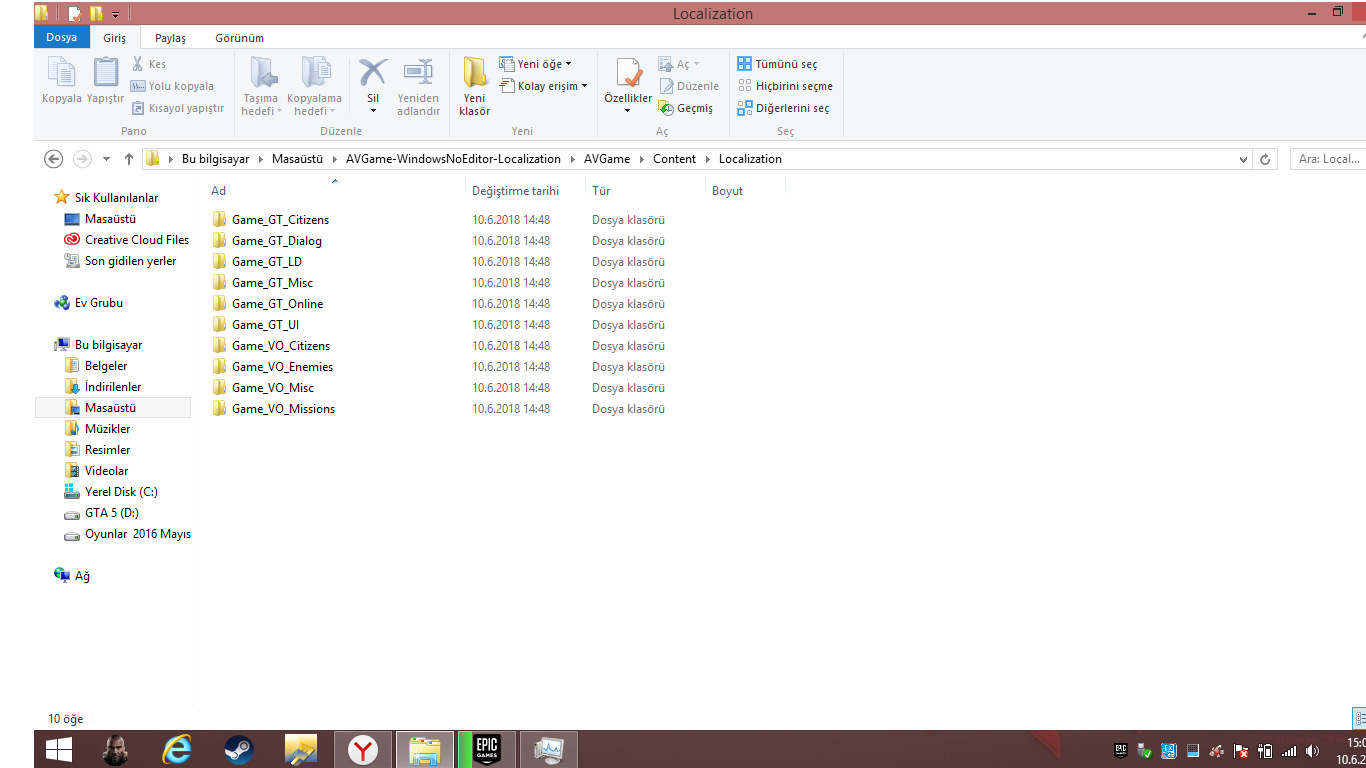 Localization
Dosya Giriş Paylaş Görünüm
Kopyala
Yapıştır
Kes
Yolu kopyala
Kısayol yapıştır
Pano
Taşıma
hedefi
Kopyalama
hedefi
Sil
Yeniden
adlandır
Düzenle
Yeni
klasör
Yeni öğe
Kolay erişim
Yeni
Özellikler
Aç
Düzenle
Geçmiş
Aç
Tümünü seç
Hiçbirini seçme
Diğerlerini seç
Seç
Bu bilgisayar Masaüstü AVGame-WindowsNoEditor-Localization AVGame Content Localization
Ara: Local...
Sık Kullanılanlar
Masaüstü
Creative Cloud Files
Son gidilen yerler
Ev Grubu
Bu bilgisayar
Belgeler
İndirilenler
Masaüstü
Müzikler
Resimler
Videolar
Yerel Disk (C:)
GTA 5 (D:)
Oyunlar 2016 Mayıs
Ağ
Ad Değiştirme tarihi Tür Boyut
Game_GT_Citizens 10.6.2018 14:48 Dosya klasörü
Game_GT_Dialog 10.6.2018 14:48 Dosya klasörü
Game_GT_LD 10.6.2018 14:48 Dosya klasörü
Game_GT_Misc 10.6.2018 14:48 Dosya klasörü
Game_GT_Online 10.6.2018 14:48 Dosya klasörü
Game_GT_UI 10.6.2018 14:48 Dosya klasörü
Game_VO_Citizens 10.6.2018 14:48 Dosya klasörü
Game_VO_Enemies 10.6.2018 14:48 Dosya klasörü
Game_VO_Misc 10.6.2018 14:48 Dosya klasörü
Game_VO_Missions 10.6.2018 14:48 Dosya klasörü
10 öğe
EPIC
GAMES
15:0
10.6.2